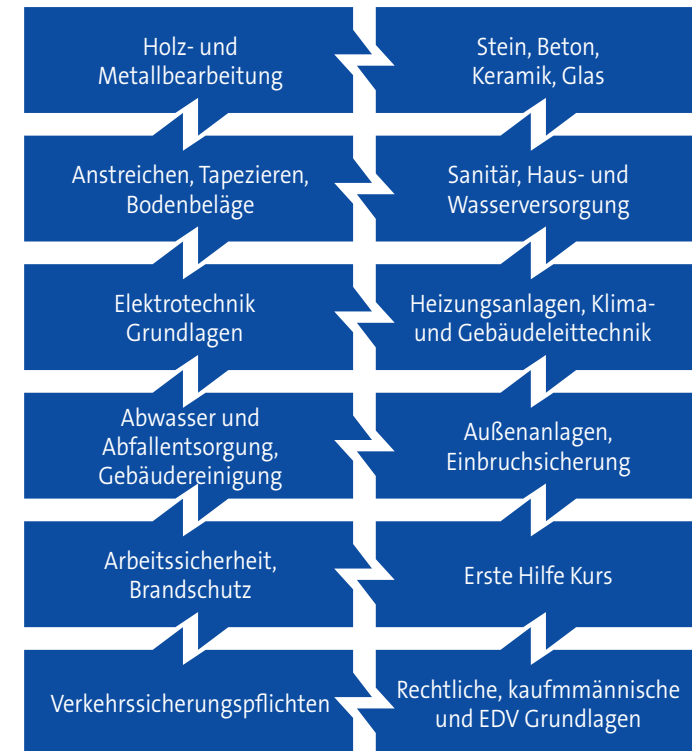 Holz- und
Metallbearbeitung
Stein, Beton,
Keramik, Glas
Anstreichen, Tapezieren,
Bodenbeläge
Sanitär, Haus- und
Wasserversorgung
Elektrotechnik
Grundlagen
Heizungsanlagen, Klima-
und Gebäudeleittechnik
Abwasser und
Abfallentsorgung,
Gebäudereinigung
Außenanlagen,
Einbruchsicherung
Arbeitssicherheit,
Brandschutz
Erste Hilfe Kurs
Verkehrssicherungspflichten
Rechtliche, kaufmmännische
und EDV Grundlagen